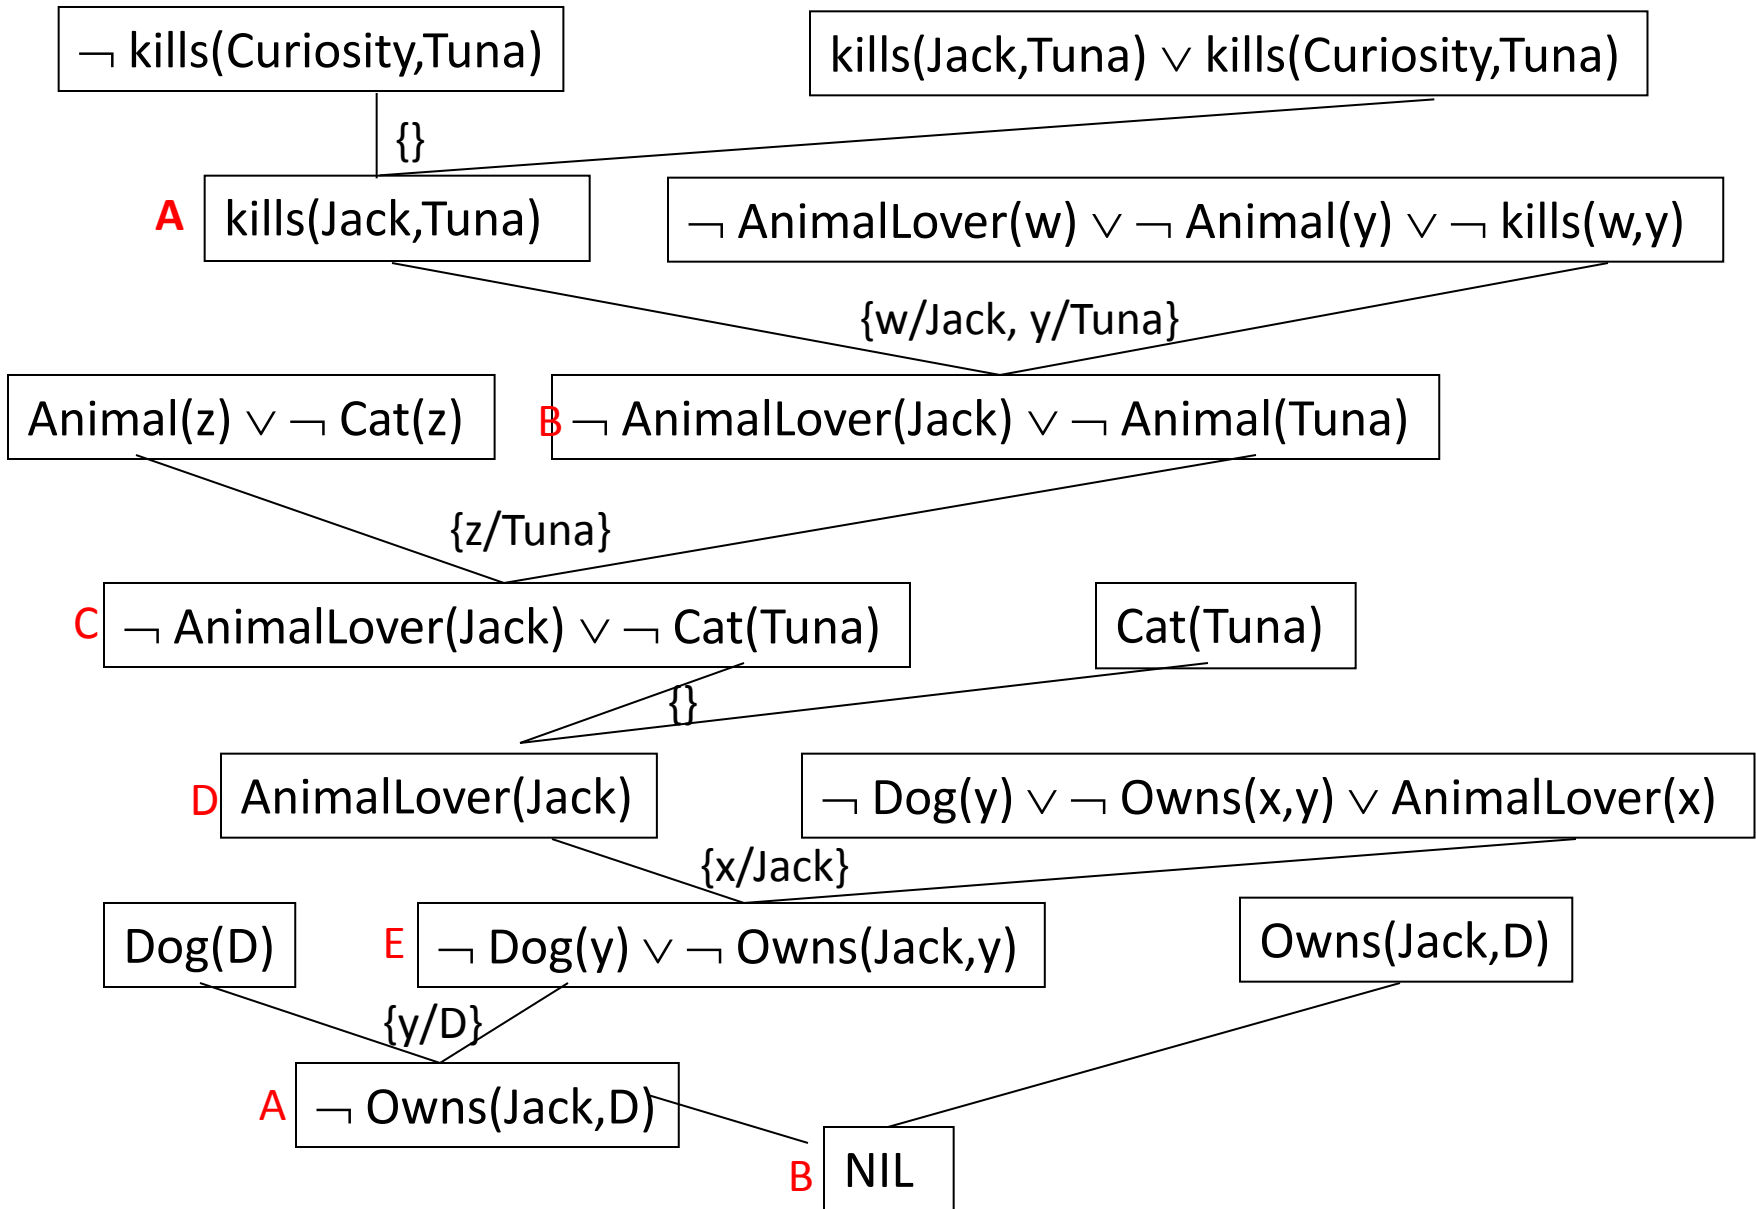 ¬ kills(Curiosity,Tuna)
kills(Jack,Tuna) ∨ kills(Curiosity,Tuna)
{}
A
kills(Jack,Tuna)
¬ AnimalLover(w) ∨ ¬ Animal(y) ∨ ¬ kills(w,y)
{w/Jack, y/Tuna}
Animal(z) ∨ ¬ Cat(z)
B
¬ AnimalLover(Jack) ∨ ¬ Animal(Tuna)
{z/Tuna}
C
¬ AnimalLover(Jack) ∨ ¬ Cat(Tuna)
Cat(Tuna)
{}
D
AnimalLover(Jack)
¬ Dog(y) ∨ ¬ Owns(x,y) ∨ AnimalLover(x)
{x/Jack}
Dog(D)
E
¬ Dog(y) ∨ ¬ Owns(Jack,y)
Owns(Jack,D)
{y/D}
A
¬ Owns(Jack,D)
B
NIL